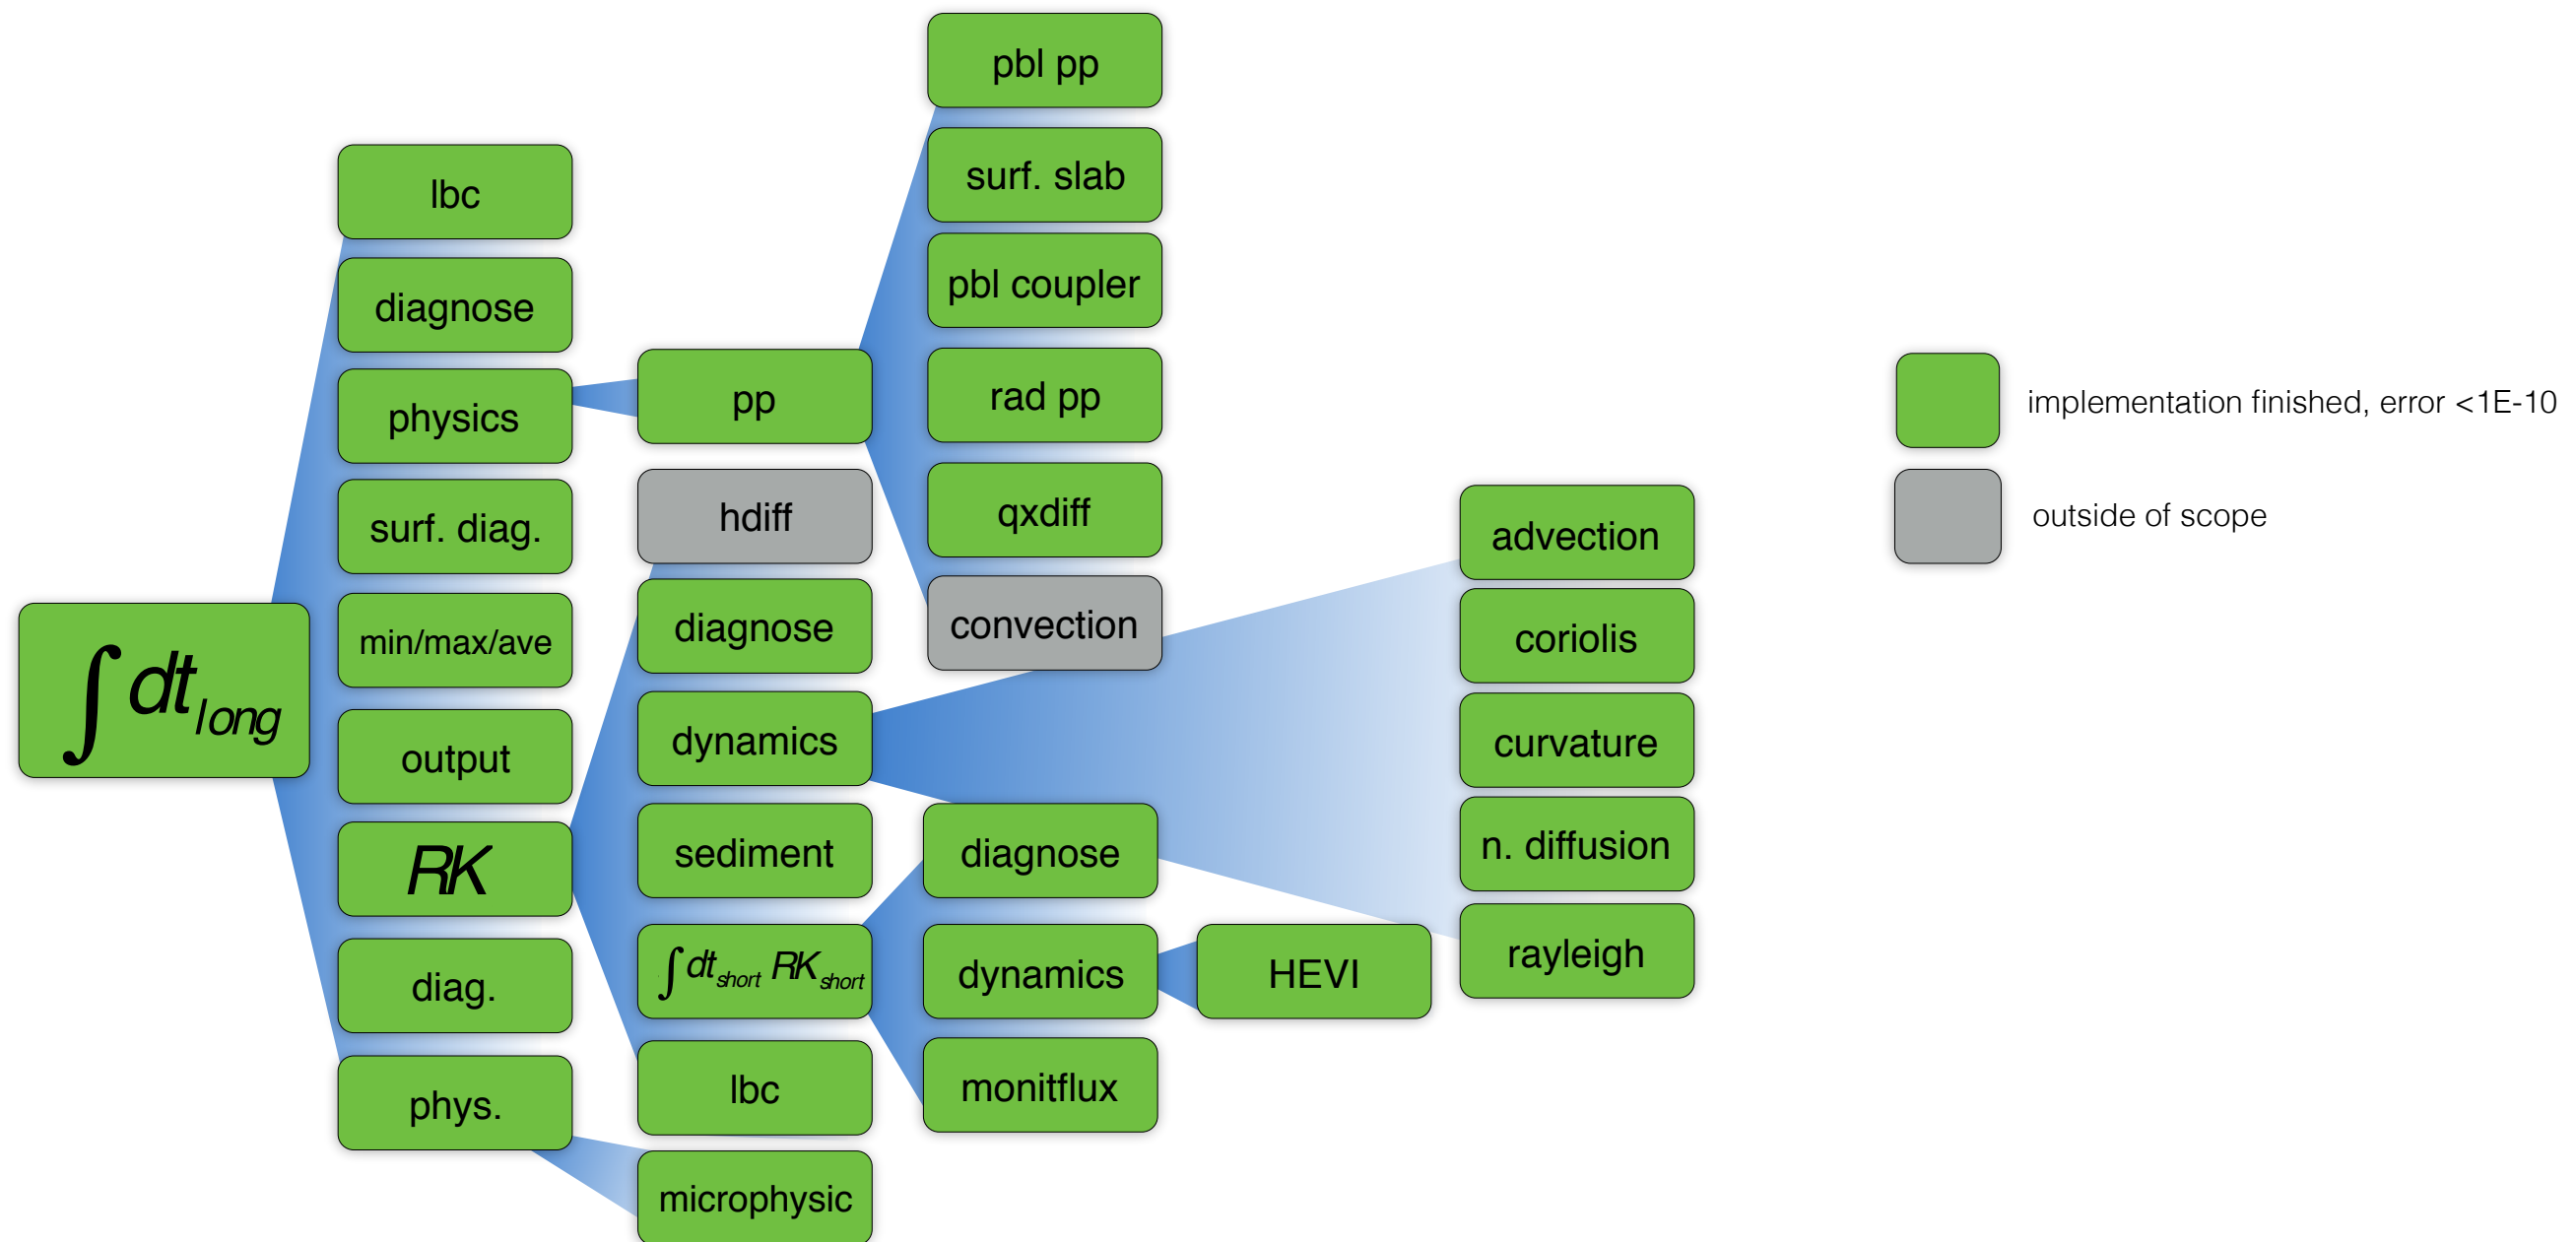 ∫ dt long
lbc
diagnose
physics
surf. diag.
min/max/ave
output
RK
diag.
phys.
pp
hdiff
diagnose
dynamics
sediment
∫ dt short RK short
lbc
microphysic
pbl pp
surf. slab
pbl coupler
rad pp
qxdiff
convection
diagnose
dynamics
monitflux
HEVI
advection
coriolis
curvature
n. diffusion
rayleigh
implementation finished, error <1E-10
outside of scope